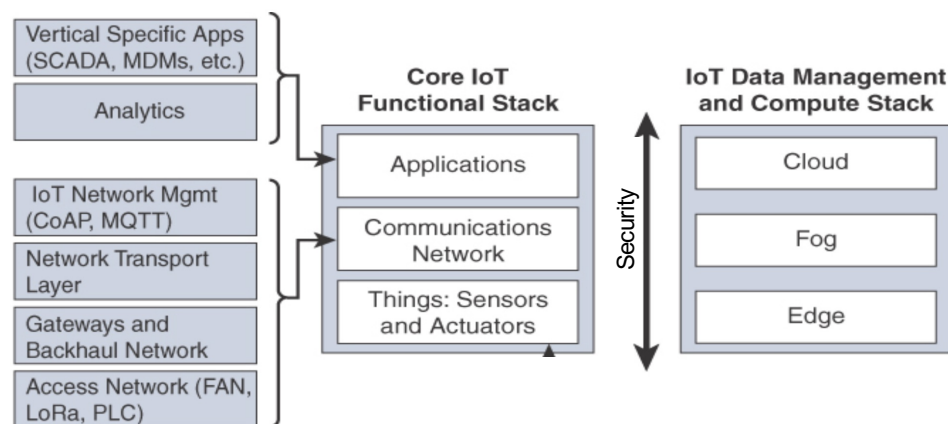 Vertical Specific Apps
(SCADA, MDMs, etc.)
Analytics
IoT Network Mgmt
(CoAP, MQTT)
Network Transport
Layer
Gateways and
Backhaul Network
Access Network (FAN,
LoRa, PLC)
Core IoT
Functional Stack
Applications
Communications
Network
Things: Sensors
and Actuators
Security
IoT Data Management
and Compute Stack
Cloud
Fog
Edge